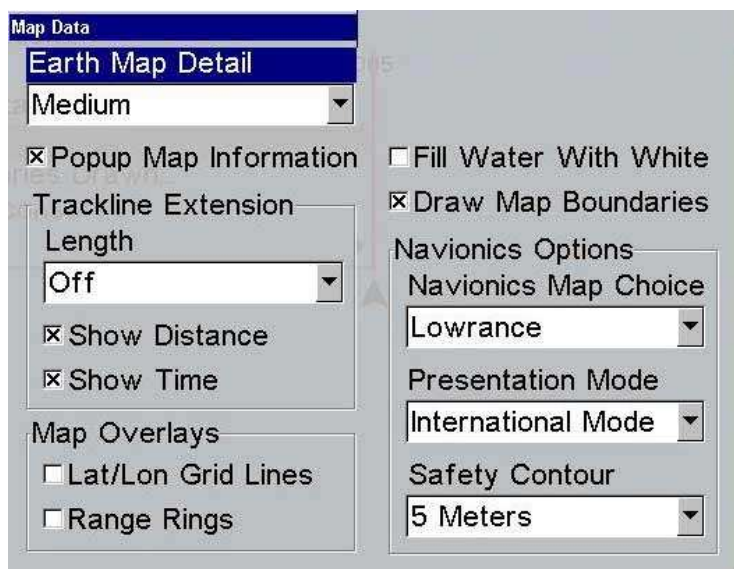 Map Data
Earth Map Detail
Medium
Popup Map Information
Trackline Extension
Length
Off
Show Distance
Show Time
Map Overlays
Lat/Lon Grid Lines
Range Rings
Fill Water With White
Draw Map Boundaries
Navionics Options
Navionics Map Choice
Lowrance
Presentation Mode
International Mode
Safety Contour
5 Meters